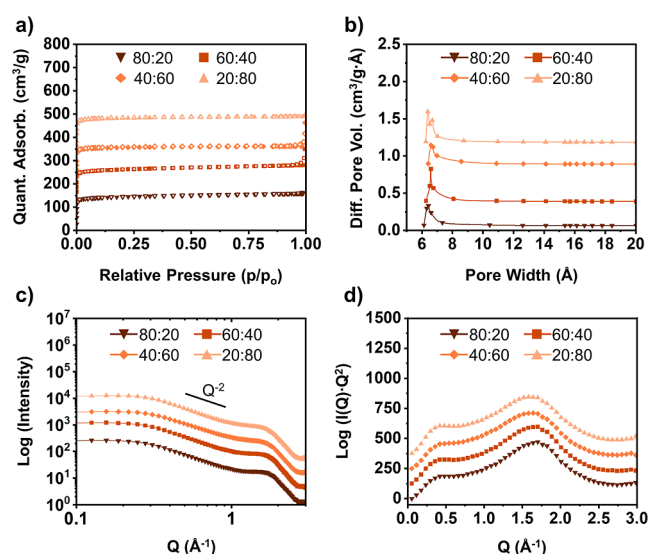 a)
80:20 60:40
40:60 20:80
Quant. Adsorb. (cm³/g)
800
700
600
500
400
300
200
100
0
0.00 0.25 0.50 0.75 1.00
Relative Pressure (p/pₒ)
b)
80:20 60:40
40:60 20:80
Diff. Pore Vol. (cm³/g·Å)
2.5
2.0
1.5
1.0
0.5
0.0
6 8 10 12 14 16 18 20
Pore Width (Å)
c)
80:20 60:40
40:60 20:80
Q⁻²
Log (Intensity)
10⁷
10⁶
10⁵
10⁴
10³
10²
10¹
10⁰
0.1 1
Q (Å⁻¹)
d)
80:20 60:40
40:60 20:80
Log (I(Q)·Q²)
1500
1250
1000
750
500
250
0
0.0 0.5 1.0 1.5 2.0 2.5 3.0
Q (Å⁻¹)